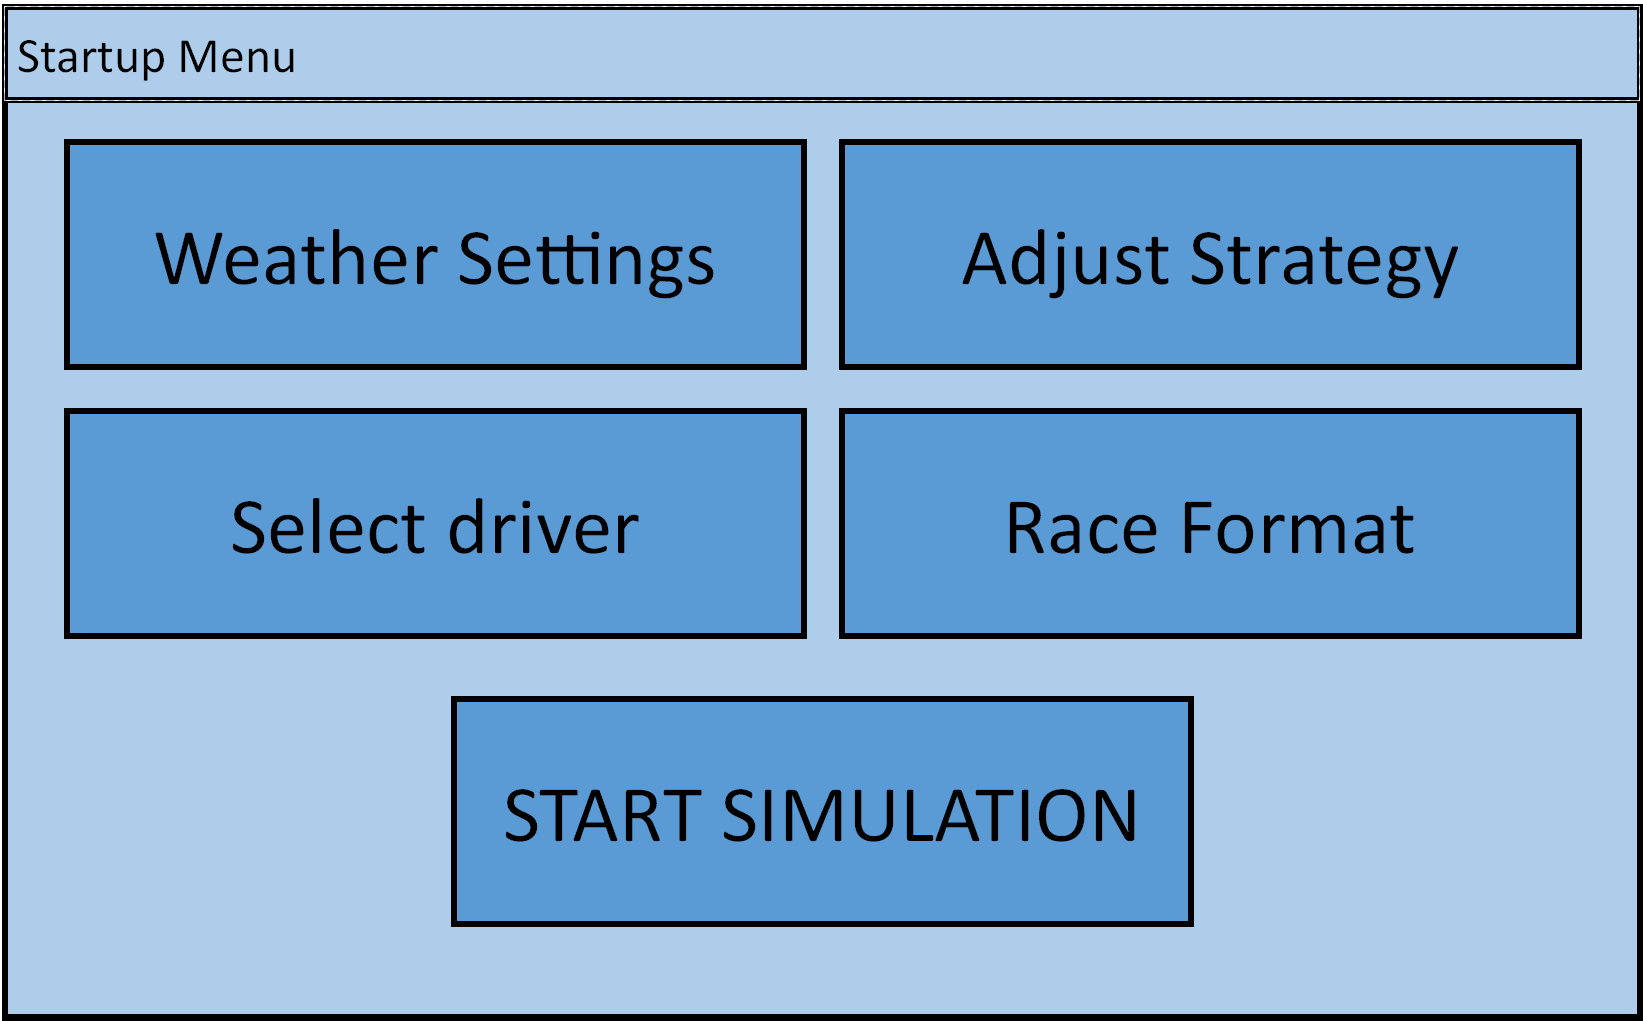 Startup Menu
Weather Settings
Adjust Strategy
Select driver
Race Format
START SIMULATION